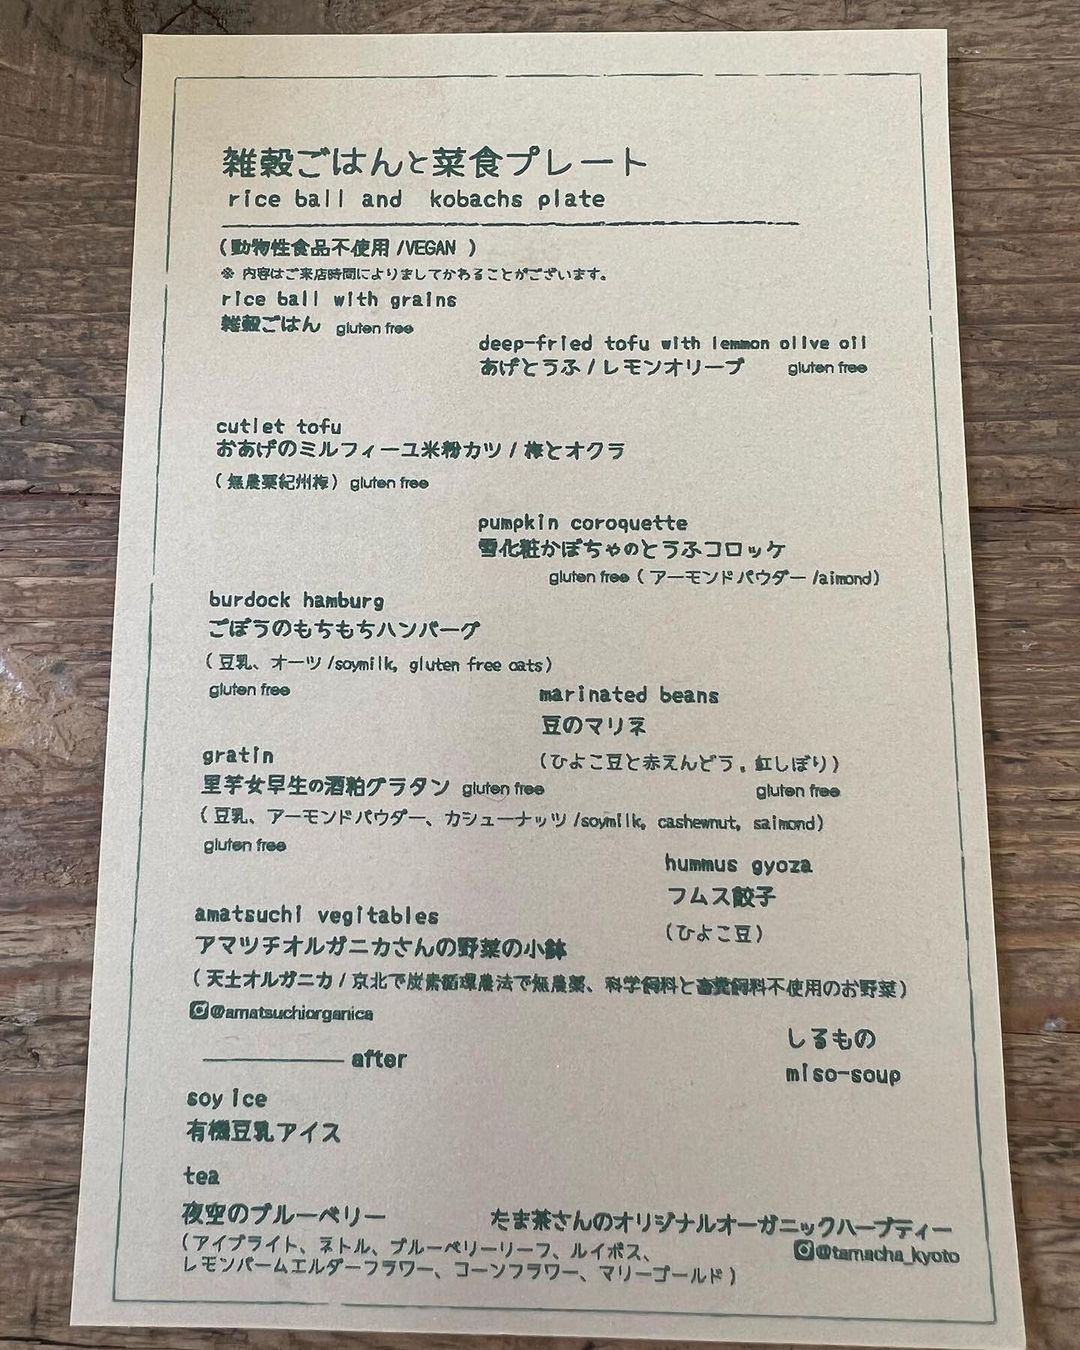 雑穀ごはんと菜食プレート
rice ball and kobachs plate
(動物性食品不使用/VEGAN )
※ 内容はご来店時間によりましてかわることがございます。
rice ball with grains
雑穀ごはん gluten free
deep-fried tofu with lemmon olive oil
あげとうふ/レモンオリーブ gluten free
cutlet tofu
おあげのミルフィーユ米粉カツ/梅とオクラ
(無農薬紀州梅) gluten free
pumpkin coroquette
雪化粧かぼちゃのとうふコロッケ
gluten free (アーモンドパウダー/aimond)
burdock hamburg
ごぼうのもちもちハンバーグ
(豆乳、オーツ/soymilk, gluten free oats)
gluten free
marinated beans
豆のマリネ
(ひよこ豆と赤えんどう。紅しぼり)
gluten free
gratin
里芋女早生の酒粕グラタン gluten free
(豆乳、アーモンドパウダー、カシューナッツ/soymilk, cashewnut, saimond)
gluten free
hummus gyoza
フムス餃子
(ひよこ豆)
amatsuchi vegitables
アマツチオルガニカさんの野菜の小鉢
(天土オルガニカ/京北で炭素循環農法で無農薬、科学飼料と畜糞飼料不使用のお野菜)
@amatsuchiorganica
しるもの
miso-soup
after
soy ice
有機豆乳アイス
tea
夜空のブルーベリー
(アイブライト、ネトル、ブルーベリーリーフ、ルイボス、
レモンバームエルダーフラワー、コーンフラワー、マリーゴールド)
たま茶さんのオリジナルオーガニックハーブティー
@tamacha_kyoto